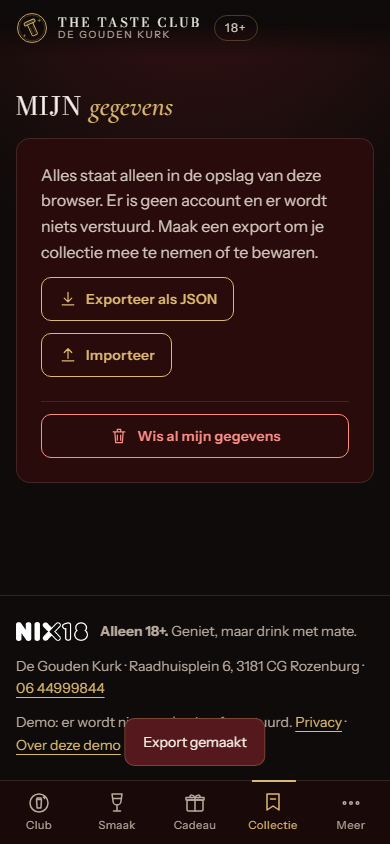 THE TASTE CLUB
DE GOUDEN KURK
18+
MIJN gegevens
Alles staat alleen in de opslag van deze
browser. Er is geen account en er wordt
niets verstuurd. Maak een export om je
collectie mee te nemen of te bewaren.
Exporteer als JSON
Importeer
Wis al mijn gegevens
NIX18 Alleen 18+. Geniet, maar drink met mate.
De Gouden Kurk · Raadhuisplein 6, 3181 CG Rozenburg ·
06 44999844
Demo: er wordt Privacy ·
Over deze demo
Export gemaakt
Club
Smaak
Cadeau
Collectie
Meer